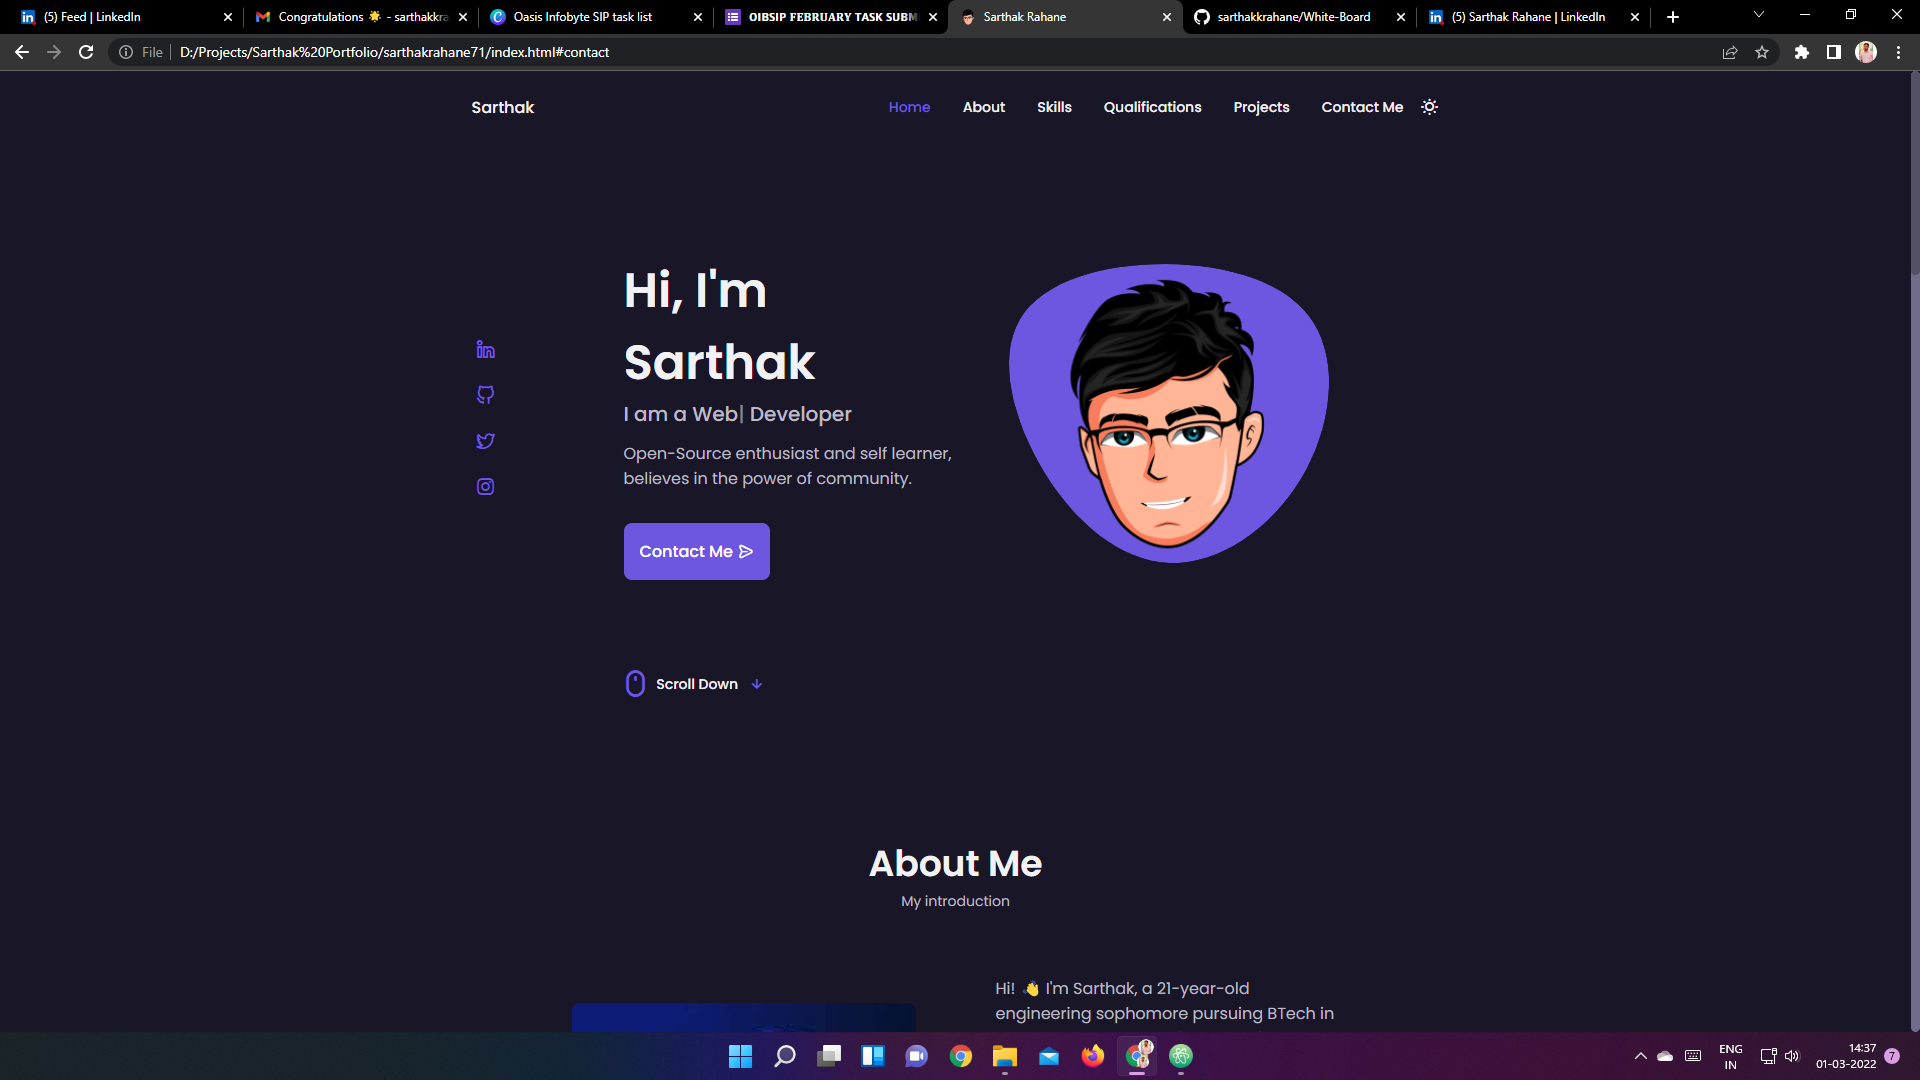 (5) Feed | LinkedIn
Congratulations 🌟 - sarthakkra
Oasis Infobyte SIP task list
OIBSIP FEBRUARY TASK SUBM
Sarthak Rahane
sarthakkrahane/White-Board
(5) Sarthak Rahane | LinkedIn
File
D:/Projects/Sarthak%20Portfolio/sarthakrahane71/index.html#contact
Sarthak
Home About Skills Qualifications Projects Contact Me
Hi, I'm
Sarthak
I am a Web| Developer
Open-Source enthusiast and self learner,
believes in the power of community.
Contact Me
Scroll Down
About Me
My introduction
Hi! 👋 I'm Sarthak, a 21-year-old
engineering sophomore pursuing BTech in
ENG
IN
14:37
01-03-2022
7